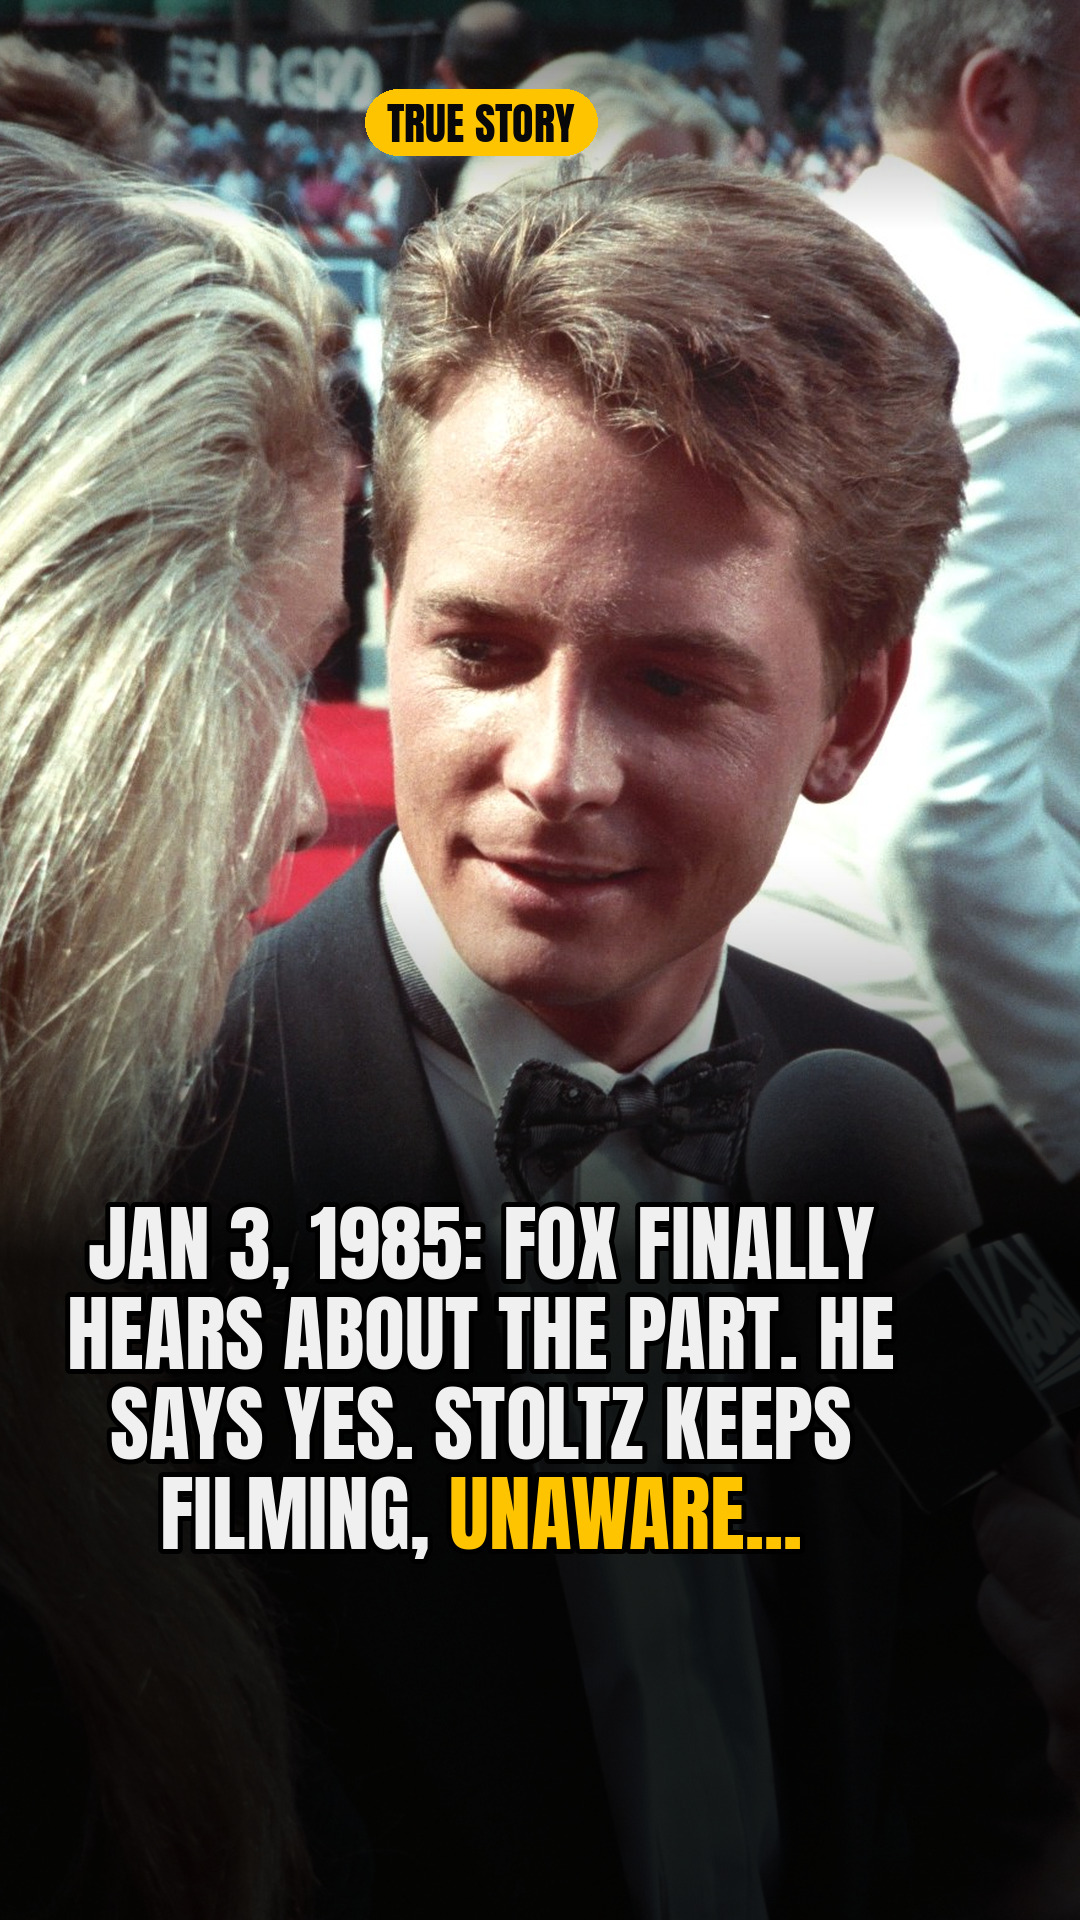 TRUE STORY
JAN 3, 1985: FOX FINALLY
HEARS ABOUT THE PART. HE
SAYS YES. STOLTZ KEEPS
FILMING, UNAWARE...